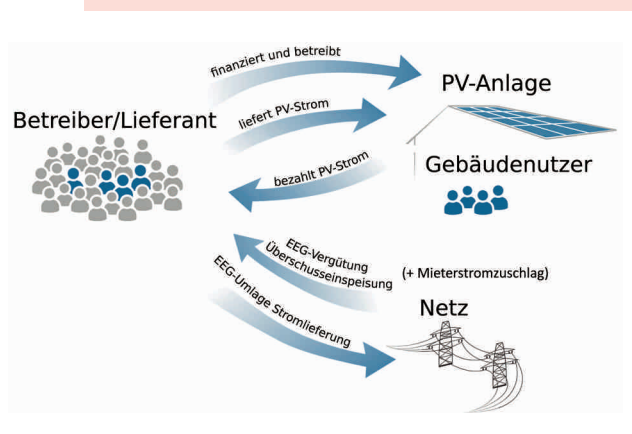 finanziert und betreibt
PV-Anlage
Betreiber/Lieferant
liefert PV-Strom
Gebäudenutzer
bezahlt PV-Strom
EEG-Vergütung
Überschusseinspeisung
(+ Mieterstromzuschlag)
EEG-Umlage Stromlieferung
Netz